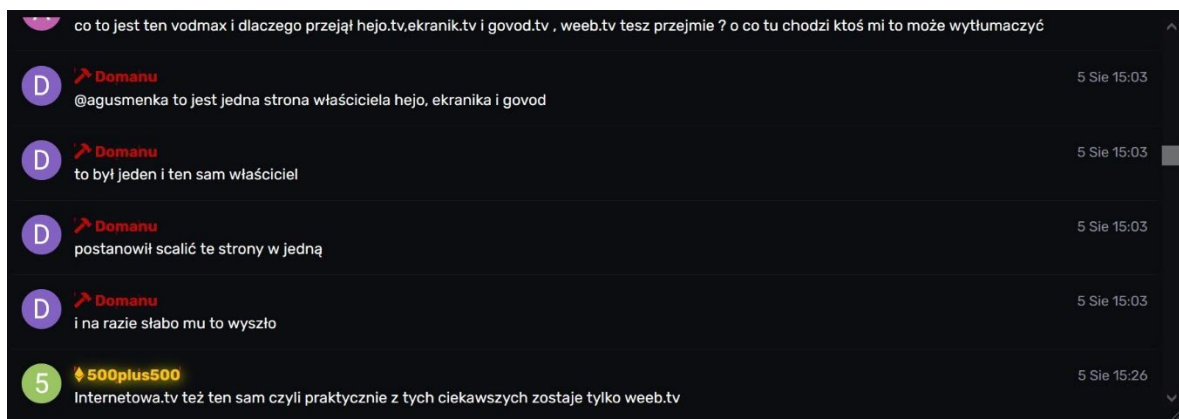 co to jest ten vodmax i dlaczego przejął hejo.tv,ekranik.tv i govod.tv , weeb.tv tesz przejmie ? o co tu chodzi ktoś mi to może wytłumaczyć
D
Domanu
5 Sie 15:03
@agusmenka to jest jedna strona właściciela hejo, ekranika i govod
D
Domanu
5 Sie 15:03
to był jeden i ten sam właściciel
D
Domanu
5 Sie 15:03
postanowił scalić te strony w jedną
D
Domanu
5 Sie 15:03
i na razie słabo mu to wyszło
5
500plus500
5 Sie 15:26
Internetowa.tv też ten sam czyli praktycznie z tych ciekawszych zostaje tylko weeb.tv